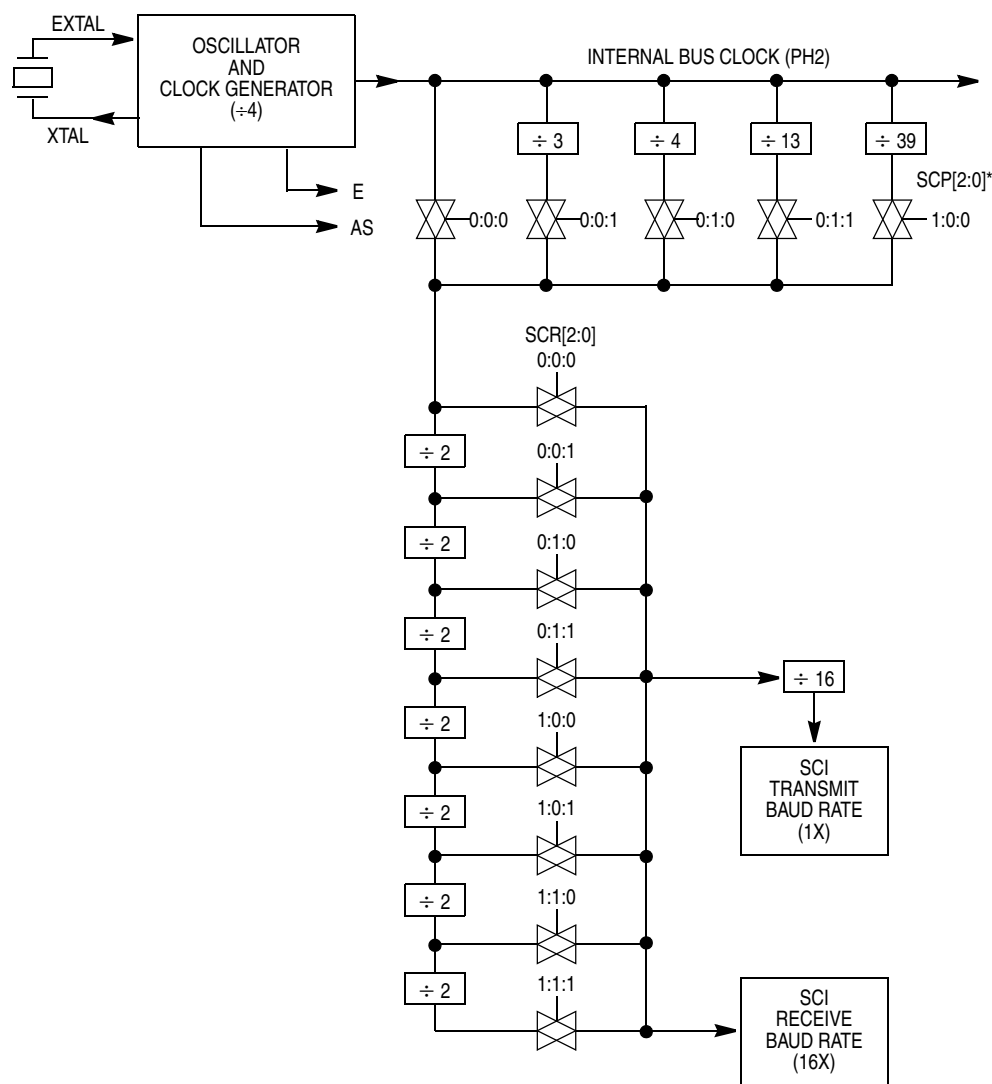 EXTAL
XTAL
OSCILLATOR
AND
CLOCK GENERATOR
(÷4)
E
AS
INTERNAL BUS CLOCK (PH2)
÷ 3
÷ 4
÷ 13
÷ 39
SCP[2:0]*
0:0:0
0:0:1
0:1:0
0:1:1
1:0:0
SCR[2:0]
0:0:0
÷ 2
0:0:1
÷ 2
0:1:0
÷ 2
0:1:1
÷ 16
÷ 2
1:0:0
SCI
TRANSMIT
BAUD RATE
(1X)
÷ 2
1:0:1
÷ 2
1:1:0
÷ 2
1:1:1
SCI
RECEIVE
BAUD RATE
(16X)